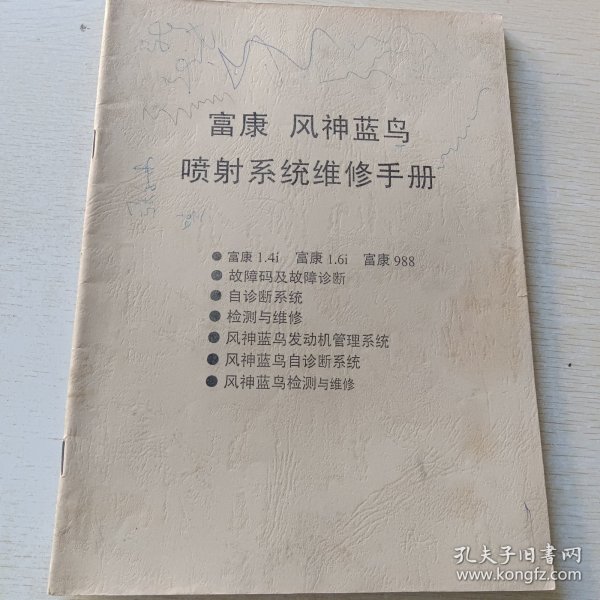 富康 风神蓝鸟
喷射系统维修手册
● 富康 1.4i 富康 1.6i 富康 988
● 故障码及故障诊断
● 自诊断系统
● 检测与维修
● 风神蓝鸟发动机管理系统
● 风神蓝鸟自诊断系统
● 风神蓝鸟检测与维修
孔夫子旧书网
www.kongfz.com